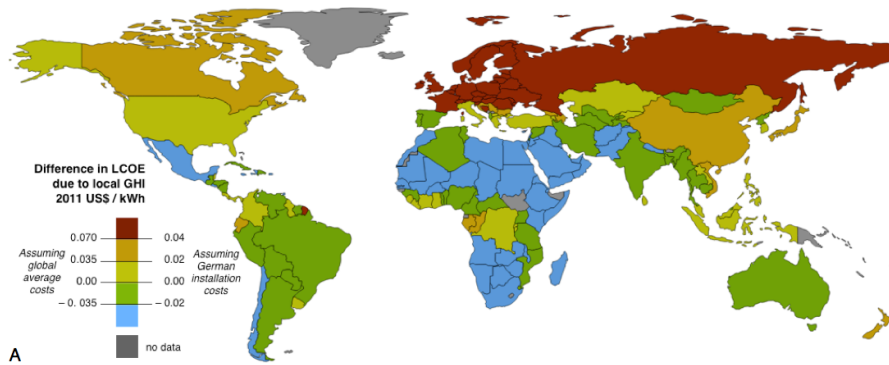 Difference in LCOE
due to local GHI
2011 US$ / kWh
0.070 0.04
0.035 0.02
0.00 0.00
– 0.035 – 0.02
Assuming
global
average
costs
Assuming
German
installation
costs
no data
A